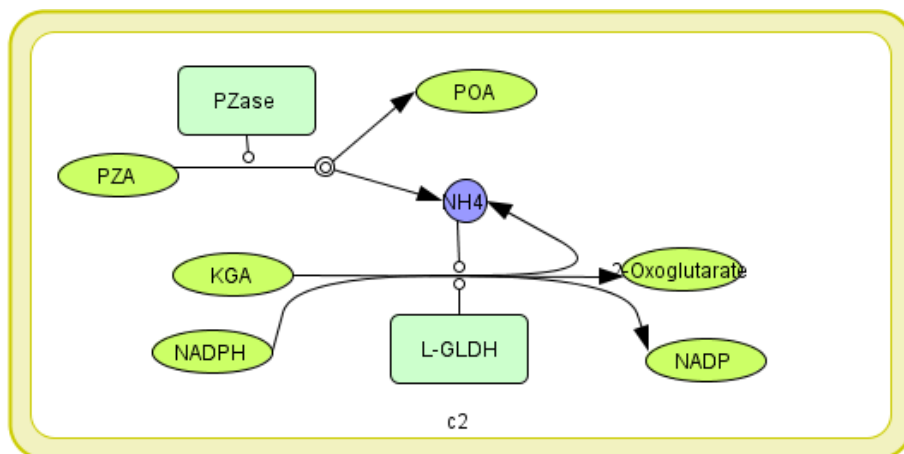 PZase
POA
PZA
NH4
KGA
2-Oxoglutarate
NADPH
L-GLDH
NADP
c2